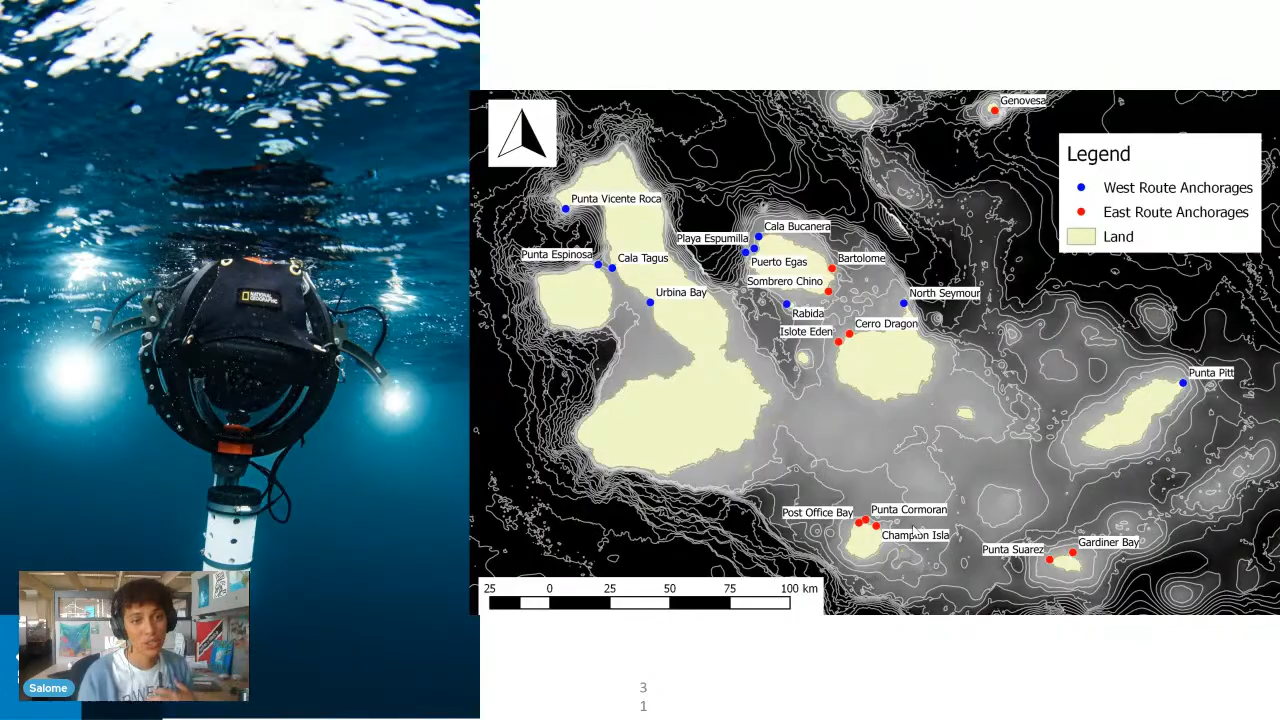 NATIONAL
GEOGRAPHIC
Genovesa
Legend
West Route Anchorages
East Route Anchorages
Land
Punta Vicente Roca
Cala Bucanera
Playa Espumilla
Punta Espinosa
Cala Tagus
Puerto Egas
Bartolome
Sombrero Chino
Urbina Bay
North Seymour
Rabida
Islote Eden
Cerro Dragon
Punta Pitt
Post Office Bay
Punta Cormoran
Champion Isla
Punta Suarez
Gardiner Bay
25 0 25 50 75 100 km
Salome
3
1